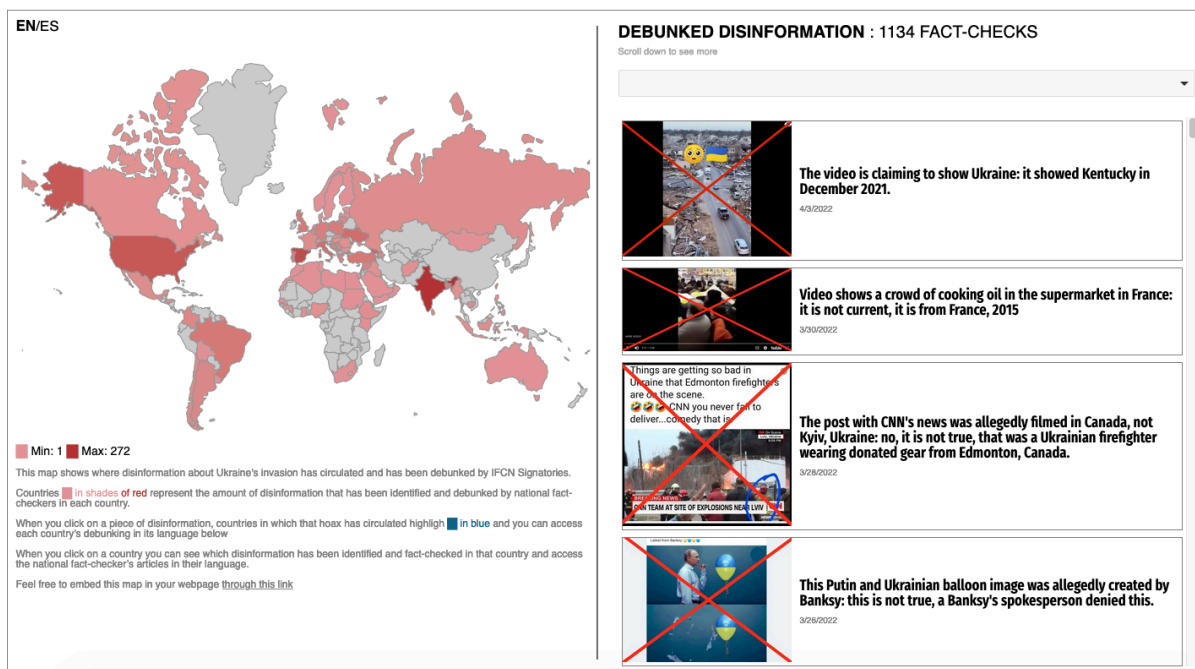 EN/ES
DEBUNKED DISINFORMATION : 1134 FACT-CHECKS
Scroll down to see more
The video is claiming to show Ukraine: it showed Kentucky in
December 2021.
4/3/2022
Video shows a crowd of cooking oil in the supermarket in France:
it is not current, it is from France, 2015
3/30/2022
Things are getting so bad in
Ukraine that Edmonton firefighters
are on the scene.
CNN you never fail to
deliver...comedy that is
BREAKING NEWS
CNN TEAM AT SITE OF EXPLOSIONS NEAR LVIV
The post with CNN's news was allegedly filmed in Canada, not
Kyiv, Ukraine: no, it is not true, that was a Ukrainian firefighter
wearing donated gear from Edmonton, Canada.
3/28/2022
This Putin and Ukrainian balloon image was allegedly created by
Banksy: this is not true, a Banksy's spokesperson denied this.
3/26/2022
Min: 1 Max: 272
This map shows where disinformation about Ukraine's invasion has circulated and has been debunked by IFCN Signatories.
Countries in shades of red represent the amount of disinformation that has been identified and debunked by national fact-
checkers in each country.
When you click on a piece of disinformation, countries in which that hoax has circulated highligh in blue and you can access
each country's debunking in its language below
When you click on a country you can see which disinformation has been identified and fact-checked in that country and access
the national fact-checker's articles in their language.
Feel free to embed this map in your webpage through this link